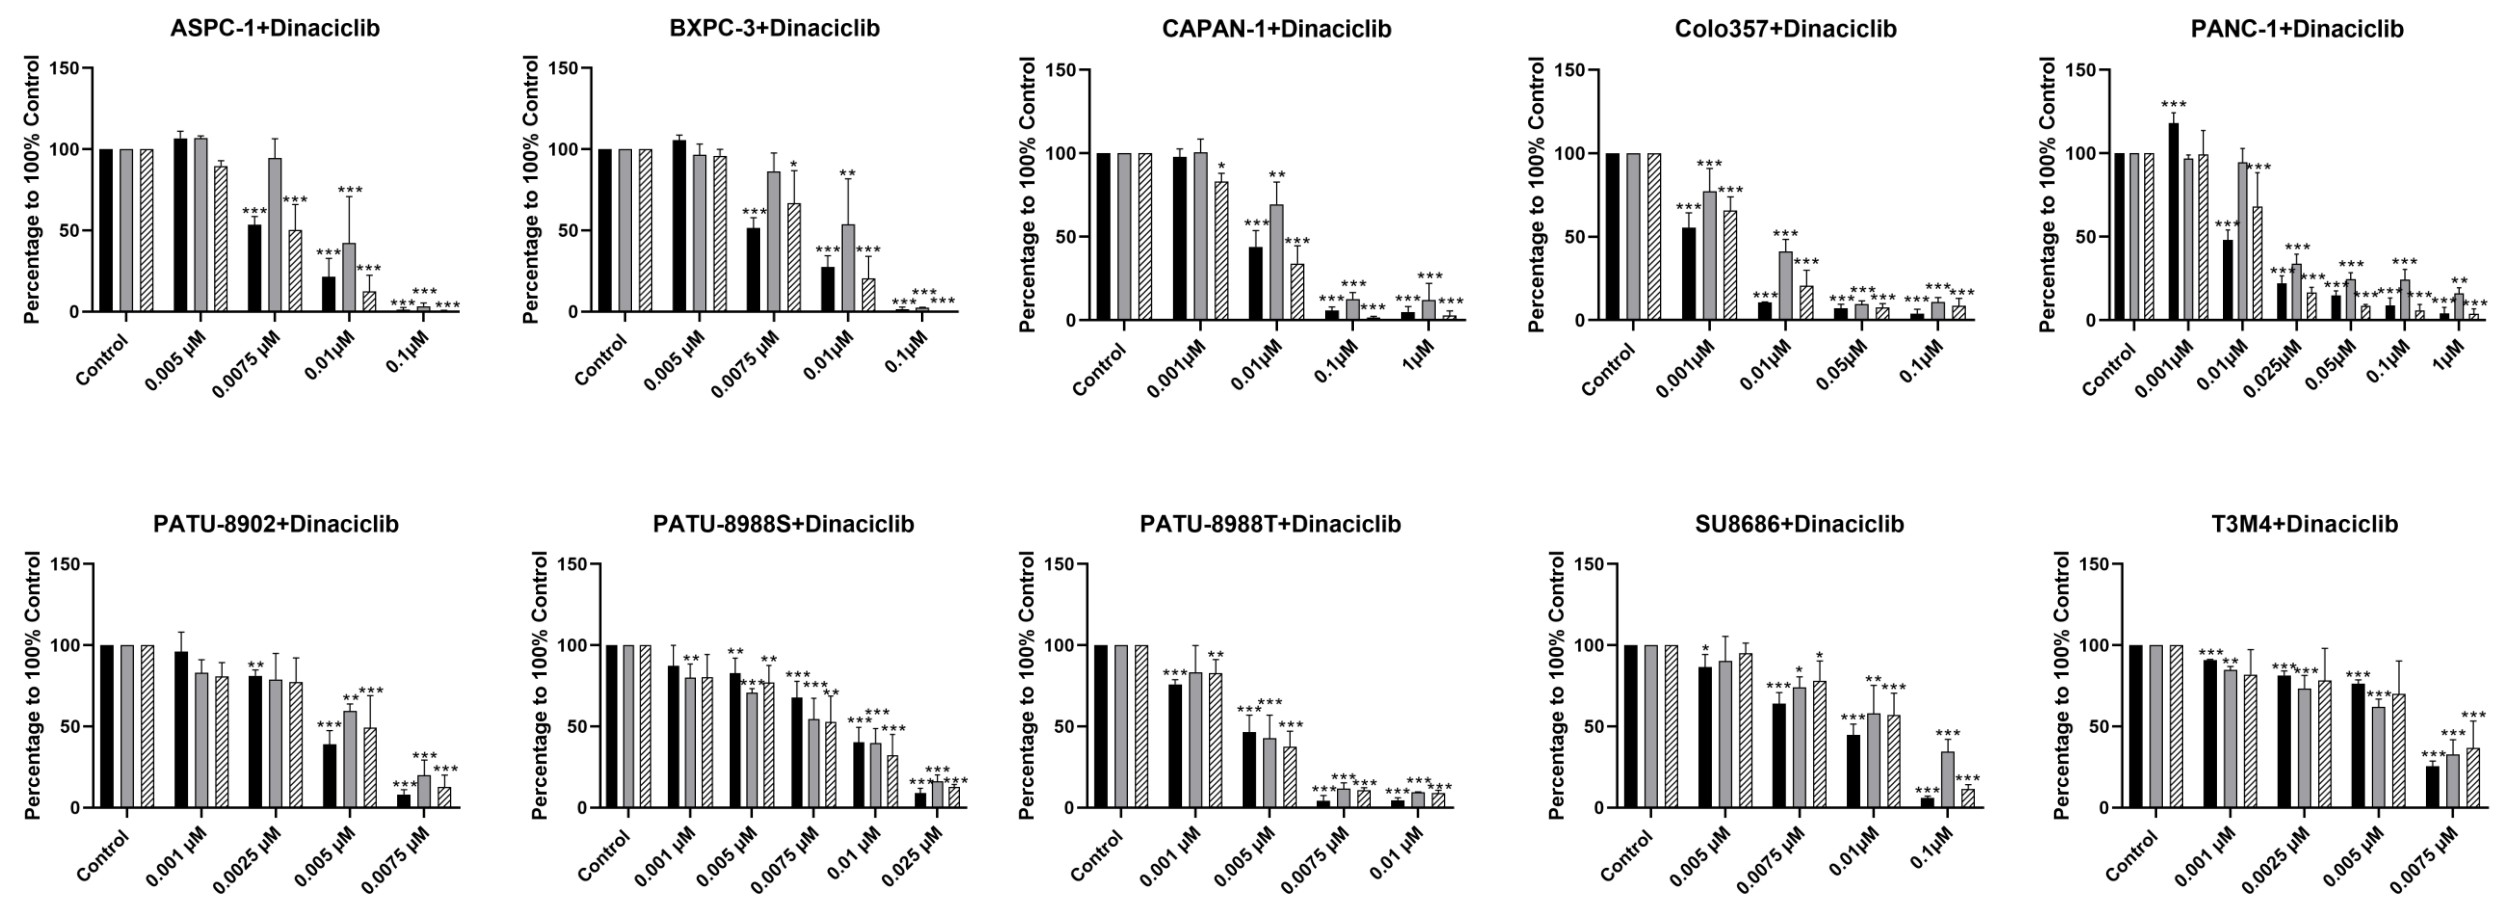 ASPC-1+Dinaciclib
Percentage to 100% Control
150
100
50
0
***
***
***
***
***
***
***
***
Control
0.005 µM
0.0075 µM
0.01µM
0.1µM
BXPC-3+Dinaciclib
Percentage to 100% Control
150
100
50
0
***
*
***
**
***
***
***
***
Control
0.005 µM
0.0075 µM
0.01µM
0.1µM
CAPAN-1+Dinaciclib
Percentage to 100% Control
150
100
50
0
*
***
**
***
***
***
***
***
***
***
Control
0.001µM
0.01µM
0.1µM
1µM
Colo357+Dinaciclib
Percentage to 100% Control
150
100
50
0
***
***
***
***
***
***
***
***
***
***
***
***
Control
0.001µM
0.01µM
0.05µM
0.1µM
PANC-1+Dinaciclib
Percentage to 100% Control
150
100
50
0
***
***
***
***
***
***
***
***
***
***
***
***
***
**
***
Control
0.001µM
0.01µM
0.025µM
0.05µM
0.1µM
1µM
PATU-8902+Dinaciclib
Percentage to 100% Control
150
100
50
0
**
***
**
***
***
***
***
Control
0.001 µM
0.0025 µM
0.005 µM
0.0075 µM
PATU-8988S+Dinaciclib
Percentage to 100% Control
150
100
50
0
**
**
***
**
***
***
**
***
***
***
***
***
***
Control
0.001 µM
0.005 µM
0.0075 µM
0.01 µM
0.025 µM
PATU-8988T+Dinaciclib
Percentage to 100% Control
150
100
50
0
***
**
***
***
***
***
***
***
***
***
***
Control
0.001 µM
0.005 µM
0.0075 µM
0.01 µM
SU8686+Dinaciclib
Percentage to 100% Control
150
100
50
0
*
***
*
*
***
**
***
***
***
***
Control
0.005 µM
0.0075 µM
0.01µM
0.1µM
T3M4+Dinaciclib
Percentage to 100% Control
150
100
50
0
***
**
***
***
***
***
***
***
***
Control
0.001 µM
0.0025 µM
0.005 µM
0.0075 µM